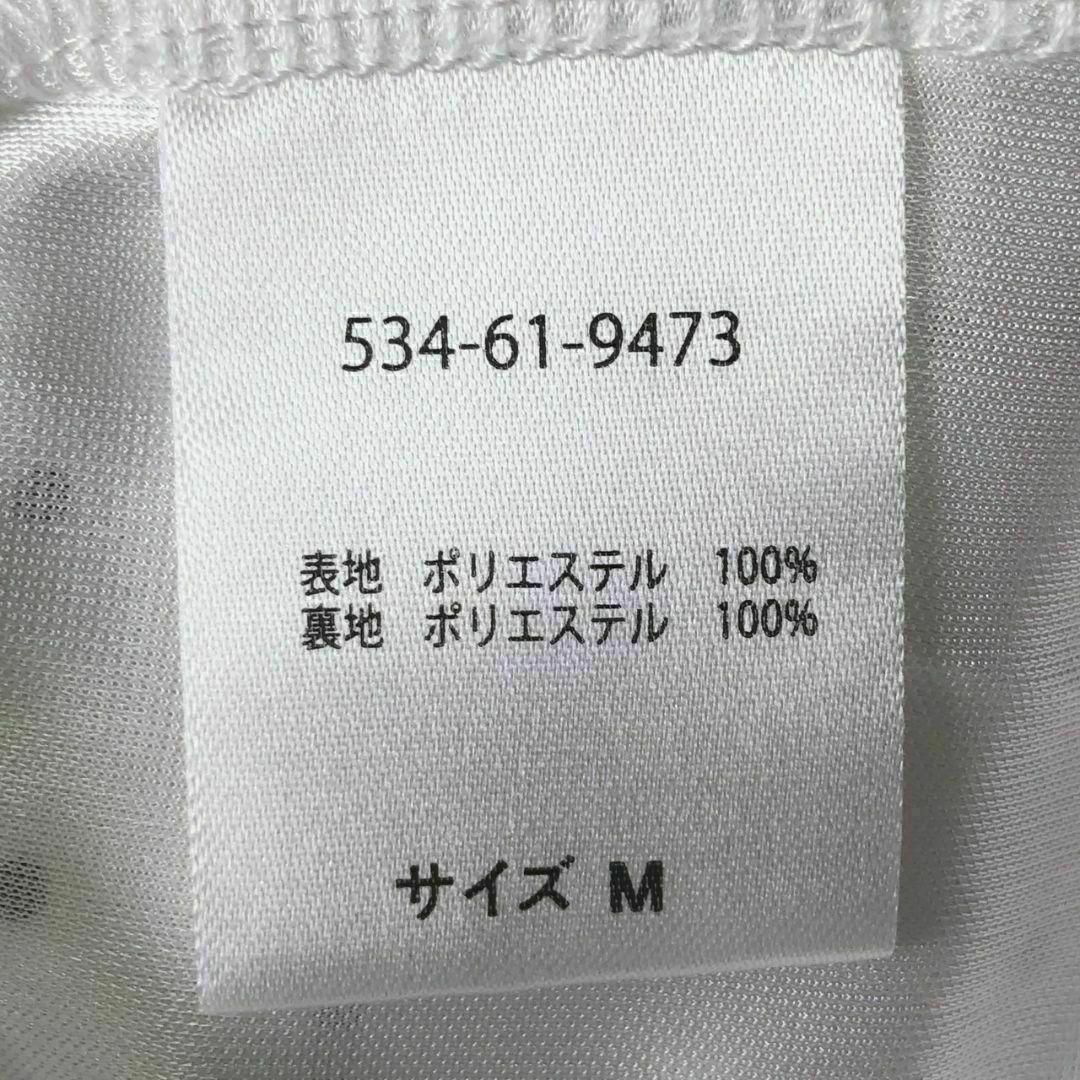 534-61-9473
表地 ポリエステル 100%
裏地 ポリエステル 100%
サイズ M